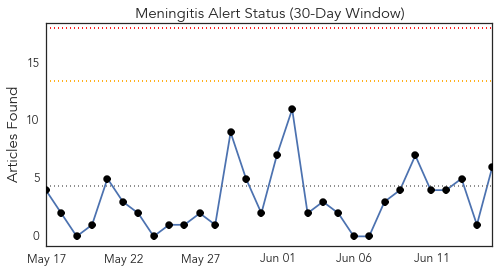 Meningitis Alert Status (30-Day Window)
Articles Found
15
10
5
0
May 17 May 22 May 27 Jun 01 Jun 06 Jun 11